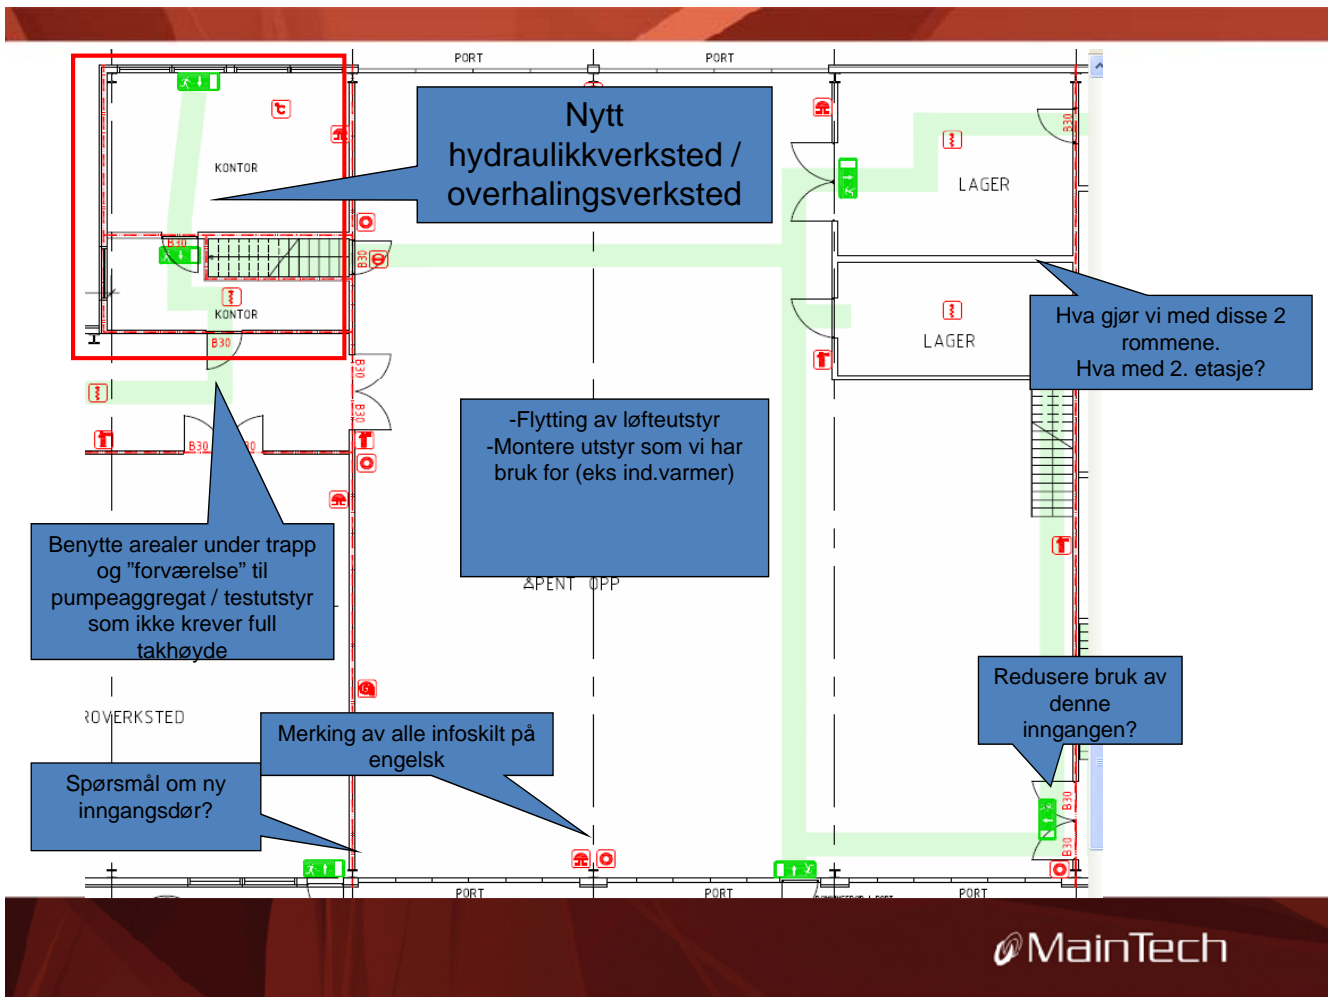 PORT
PORT
Nytt
hydraulikkverksted /
overhalingsverksted
°C
B30
KONTOR
LAGER
B30
B30
KONTOR
B30
LAGER
Hva gjør vi med disse 2
rommene.
Hva med 2. etasje?
B30
B30
B30
B30
-Flytting av løfteutstyr
-Montere utstyr som vi har
bruk for (eks ind.varmer)
Benytte arealer under trapp
og ”forværelse” til
pumpeaggregat / testutstyr
som ikke krever full
takhøyde
ÅPENT OPP
Redusere bruk av
denne
inngangen?
ROVERKSTED
Merking av alle infoskilt på
engelsk
Spørsmål om ny
inngangsdør?
B30
B30
PORT
PORT
PORT
MainTech